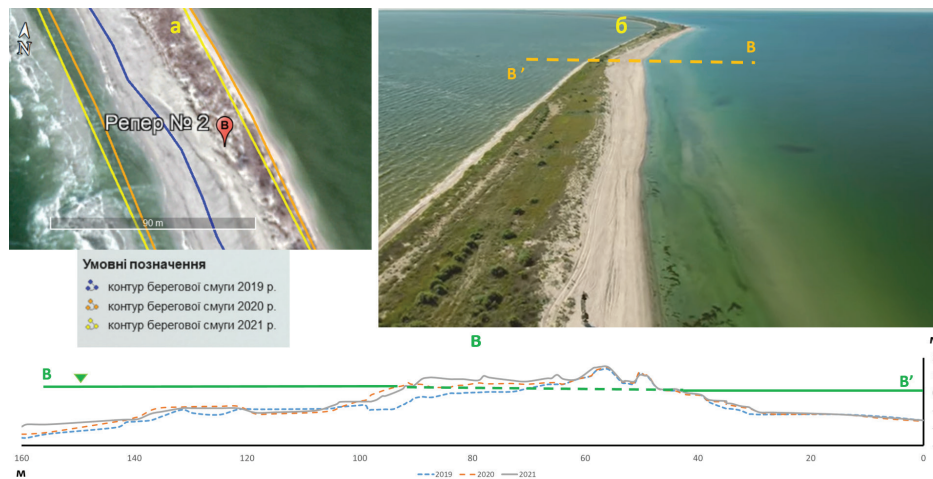 а
N
Репер № 2
B
90 m
Умовні позначення
контур берегової смуги 2019 р.
контур берегової смуги 2020 р.
контур берегової смуги 2021 р.
б
В
В'
В
В
В'
160
140
120
100
80
60
40
20
0
м
2019
2020
2021